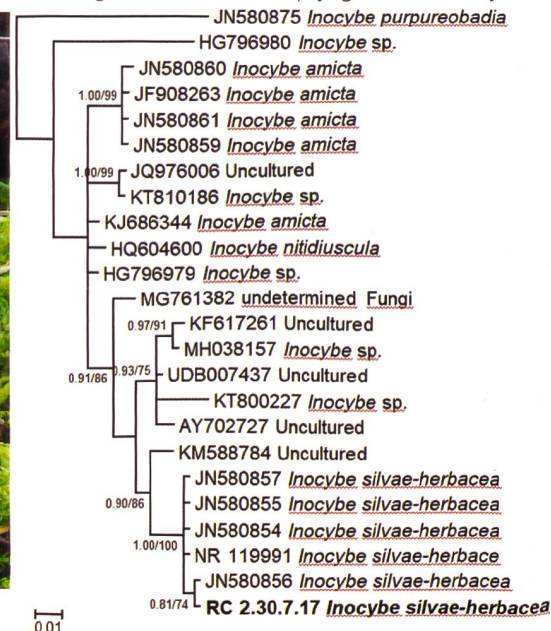 JN580875 Inocybe purpureobadia
HG796980 Inocybe sp.
JN580860 Inocybe amicta
JF908263 Inocybe amicta
1.00/99
JN580861 Inocybe amicta
JN580859 Inocybe amicta
JQ976006 Uncultured
1.00/99
KT810186 Inocybe sp.
KJ686344 Inocybe amicta
HQ604600 Inocybe nitidiuscula
HG796979 Inocybe sp.
MG761382 undetermined Fungi
KF617261 Uncultured
0.97/91
MH038157 Inocybe sp.
0.91/86
0.93/75
UDB007437 Uncultured
KT800227 Inocybe sp.
AY702727 Uncultured
KM588784 Uncultured
JN580857 Inocybe silvae-herbacea
0.90/86
JN580855 Inocybe silvae-herbacea
JN580854 Inocybe silvae-herbacea
1.00/100
NR 119991 Inocybe silvae-herbace
JN580856 Inocybe silvae-herbacea
0.81/74
RC 2.30.7.17 Inocybe silvae-herbacea
0.01